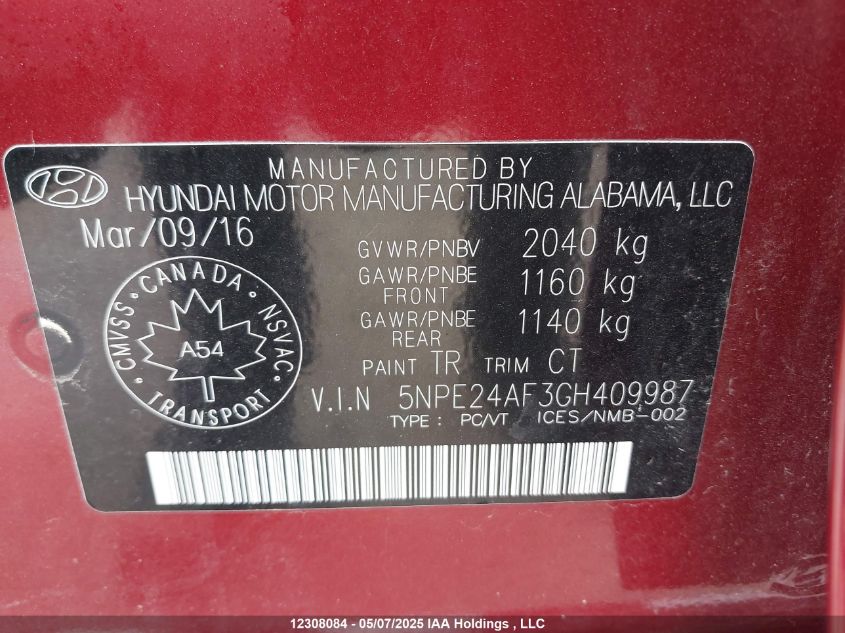 MANUFACTURED BY
HYUNDAI MOTOR MANUFACTURING ALABAMA, LLC
Mar/09/16
GVWR/PNBV 2040 kg
GAWR/PNBE FRONT 1160 kg
GAWR/PNBE REAR 1140 kg
PAINT TR TRIM CT
V.I.N 5NPE24AF3GH409987
TYPE : PC/VT ICES/NMB-002
CMVSS • CANADA • NSVAC • TRANSPORT •
A54
12308084 - 05/07/2025 IAA Holdings , LLC